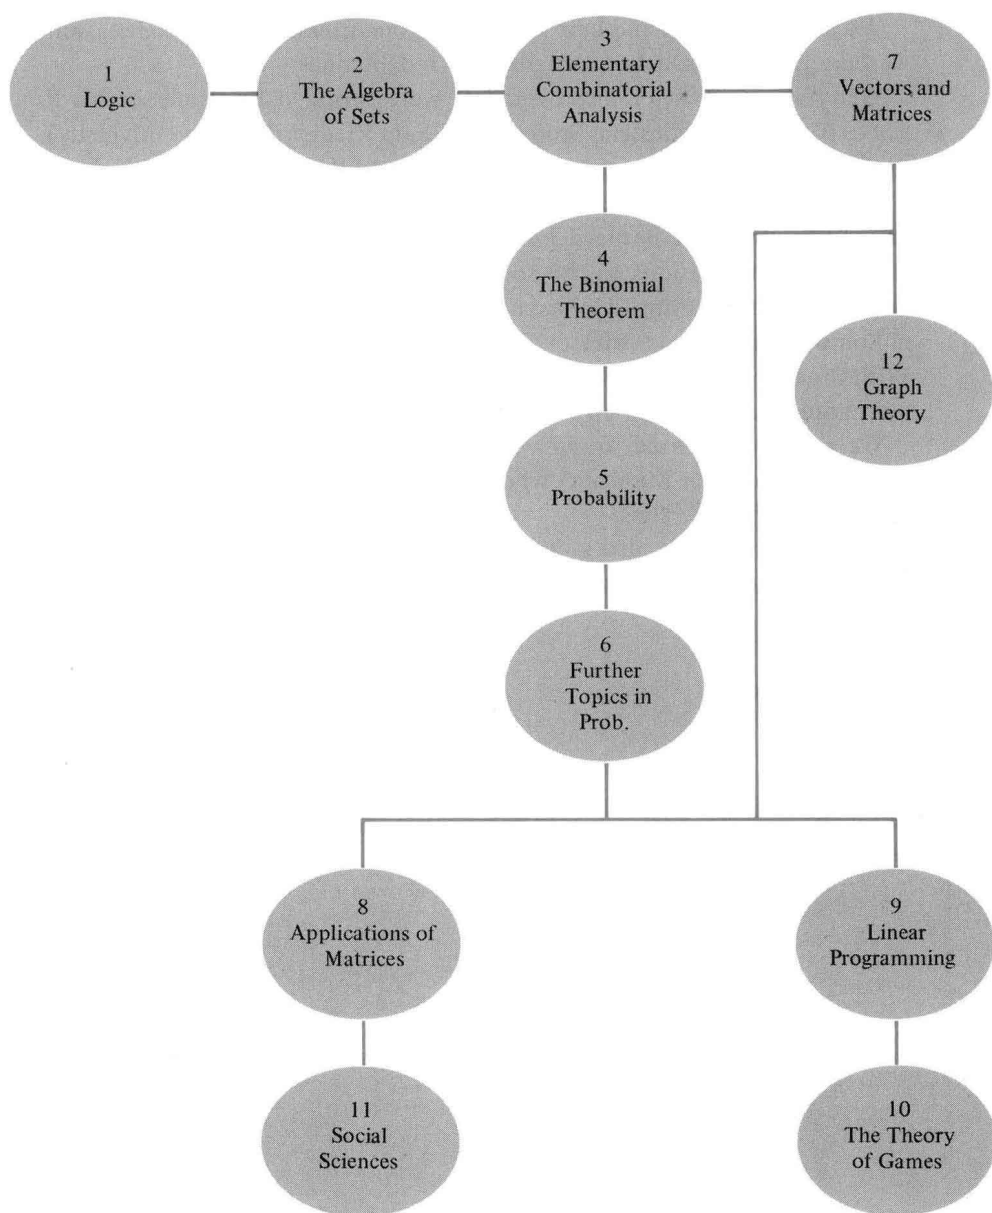 1
Logic
2
The Algebra
of Sets
3
Elementary
Combinatorial
Analysis
7
Vectors and
Matrices
4
The Binomial
Theorem
12
Graph
Theory
5
Probability
6
Further
Topics in
Prob.
8
Applications of
Matrices
9
Linear
Programming
11
Social
Sciences
10
The Theory
of Games